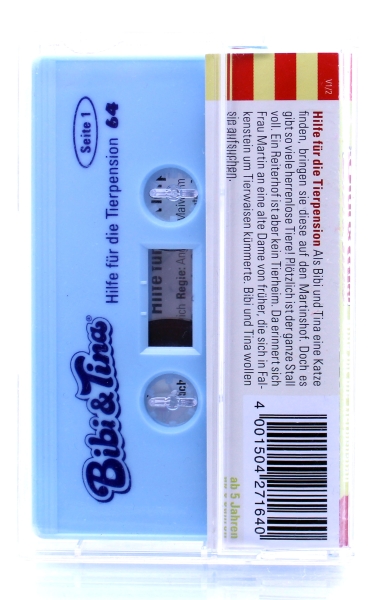 Seite 1
Bibi & Tina®
Hilfe für die Tierpension 64
V1/2
Hilfe für die Tierpension Als Bibi und Tina eine Katze
finden, bringen sie diese auf den Martinshof. Doch es
gibt so viele herrenlose Tiere! Plötzlich ist der ganze Stall
voll. Ein Reiterhof ist aber kein Tierheim. Da erinnert sich
Frau Martin an eine alte Dame von früher, die sich in Fal-
kenstein um Tierwaisen kümmerte. Bibi und Tina wollen
sie aufsuchen.
ab 5 Jahren
4 001504 271640